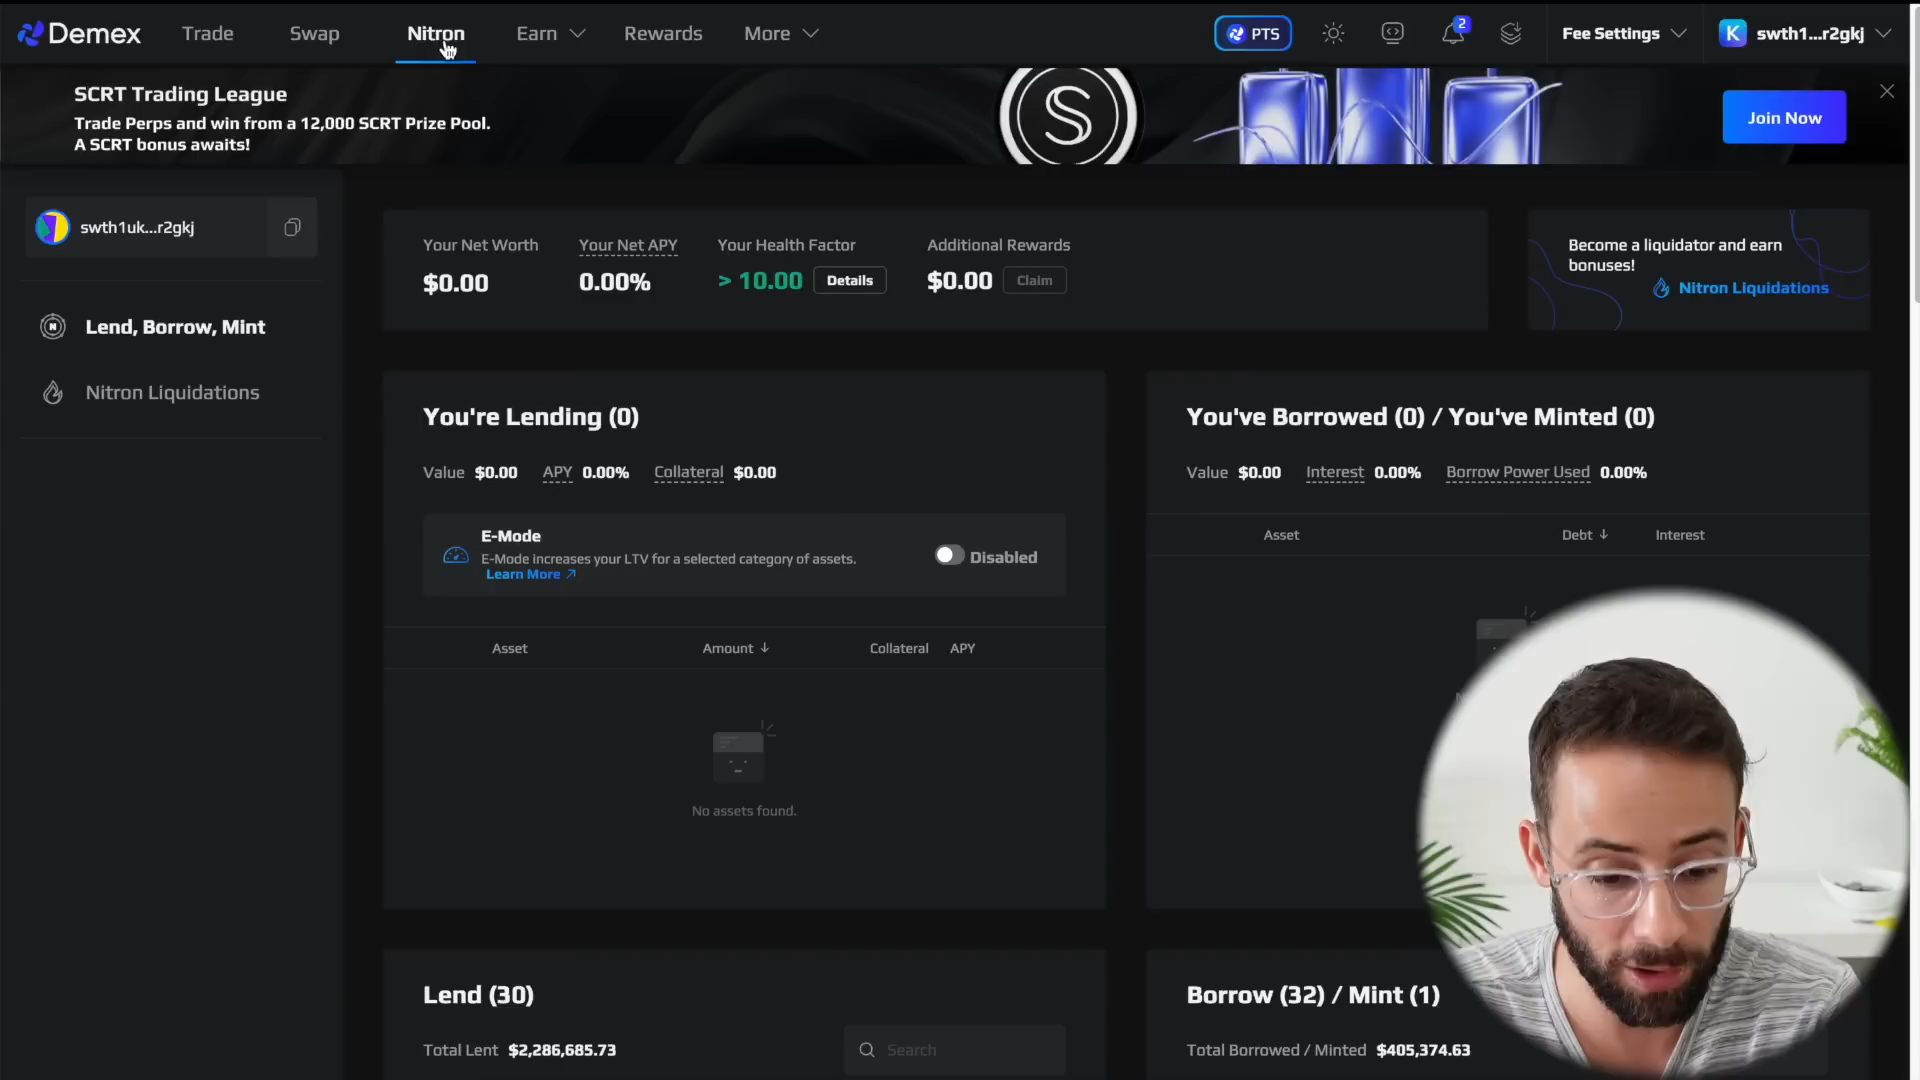 Demex
Trade
Swap
Nitron
Earn
Rewards
More
PTS
2
Fee Settings
K
swth1...r2gkj
SCRT Trading League
Trade Perps and win from a 12,000 SCRT Prize Pool.
A SCRT bonus awaits!
S
Join Now
swth1uk...r2gkj
Lend, Borrow, Mint
Nitron Liquidations
Your Net Worth
$0.00
Your Net APY
0.00%
Your Health Factor
> 10.00
Details
Additional Rewards
$0.00
Claim
Become a liquidator and earn
bonuses!
Nitron Liquidations
You're Lending (0)
Value $0.00 APY 0.00% Collateral $0.00
E-Mode
E-Mode increases your LTV for a selected category of assets.
Learn More
Disabled
Asset Amount Collateral APY
No assets found.
You've Borrowed (0) / You've Minted (0)
Value $0.00 Interest 0.00% Borrow Power Used 0.00%
Asset Debt Interest
Lend (30)
Total Lent $2,286,685.73
Search
Borrow (32) / Mint (1)
Total Borrowed / Minted $405,374.63